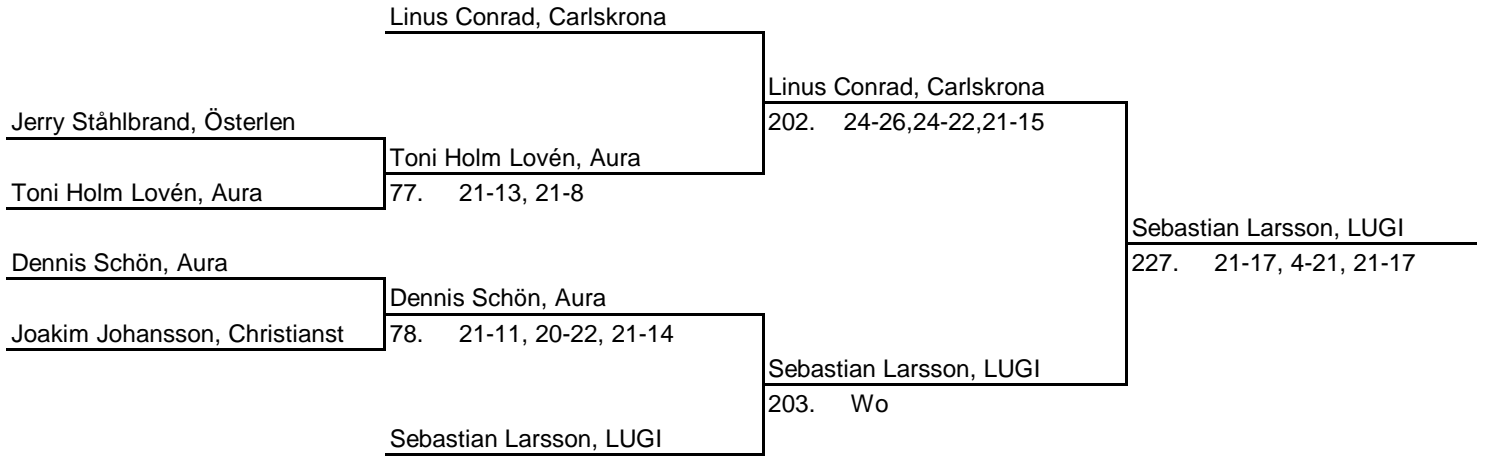 Linus Conrad, Carlskrona
Linus Conrad, Carlskrona
Jerry Ståhlbrand, Österlen
202. 24-26,24-22,21-15
Toni Holm Lovén, Aura
Toni Holm Lovén, Aura
77. 21-13, 21-8
Sebastian Larsson, LUGI
Dennis Schön, Aura
227. 21-17, 4-21, 21-17
Dennis Schön, Aura
Joakim Johansson, Christianst
78. 21-11, 20-22, 21-14
Sebastian Larsson, LUGI
203. Wo
Sebastian Larsson, LUGI